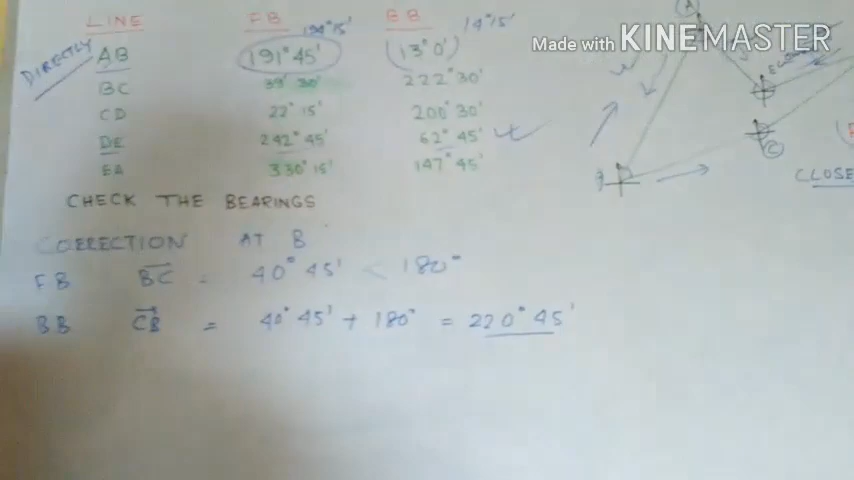 LINE FB BB
194°15' 14°15'
DIRECTLY
AB 191°45' (13°0')
BC 39°30' 222°30'
CD 22°15' 200°30'
DE 242°45' 62°45'
EA 330°15' 147°45'
CHECK THE BEARINGS
CORRECTION AT B
FB BC = 40°45' < 180°
BB CB = 40°45' + 180° = 220°45'
Made with KINEMASTER
A
C
CLOSE